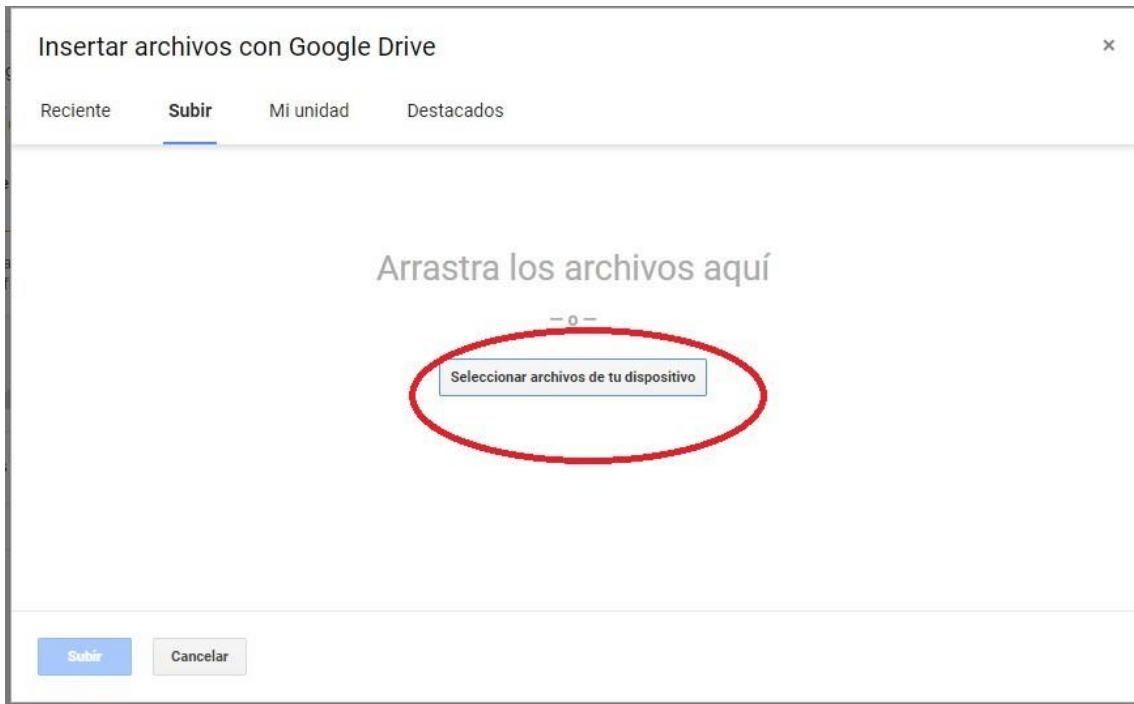 Insertar archivos con Google Drive
×
Reciente Subir Mi unidad Destacados
Arrastra los archivos aquí
— o —
Seleccionar archivos de tu dispositivo
Subir Cancelar